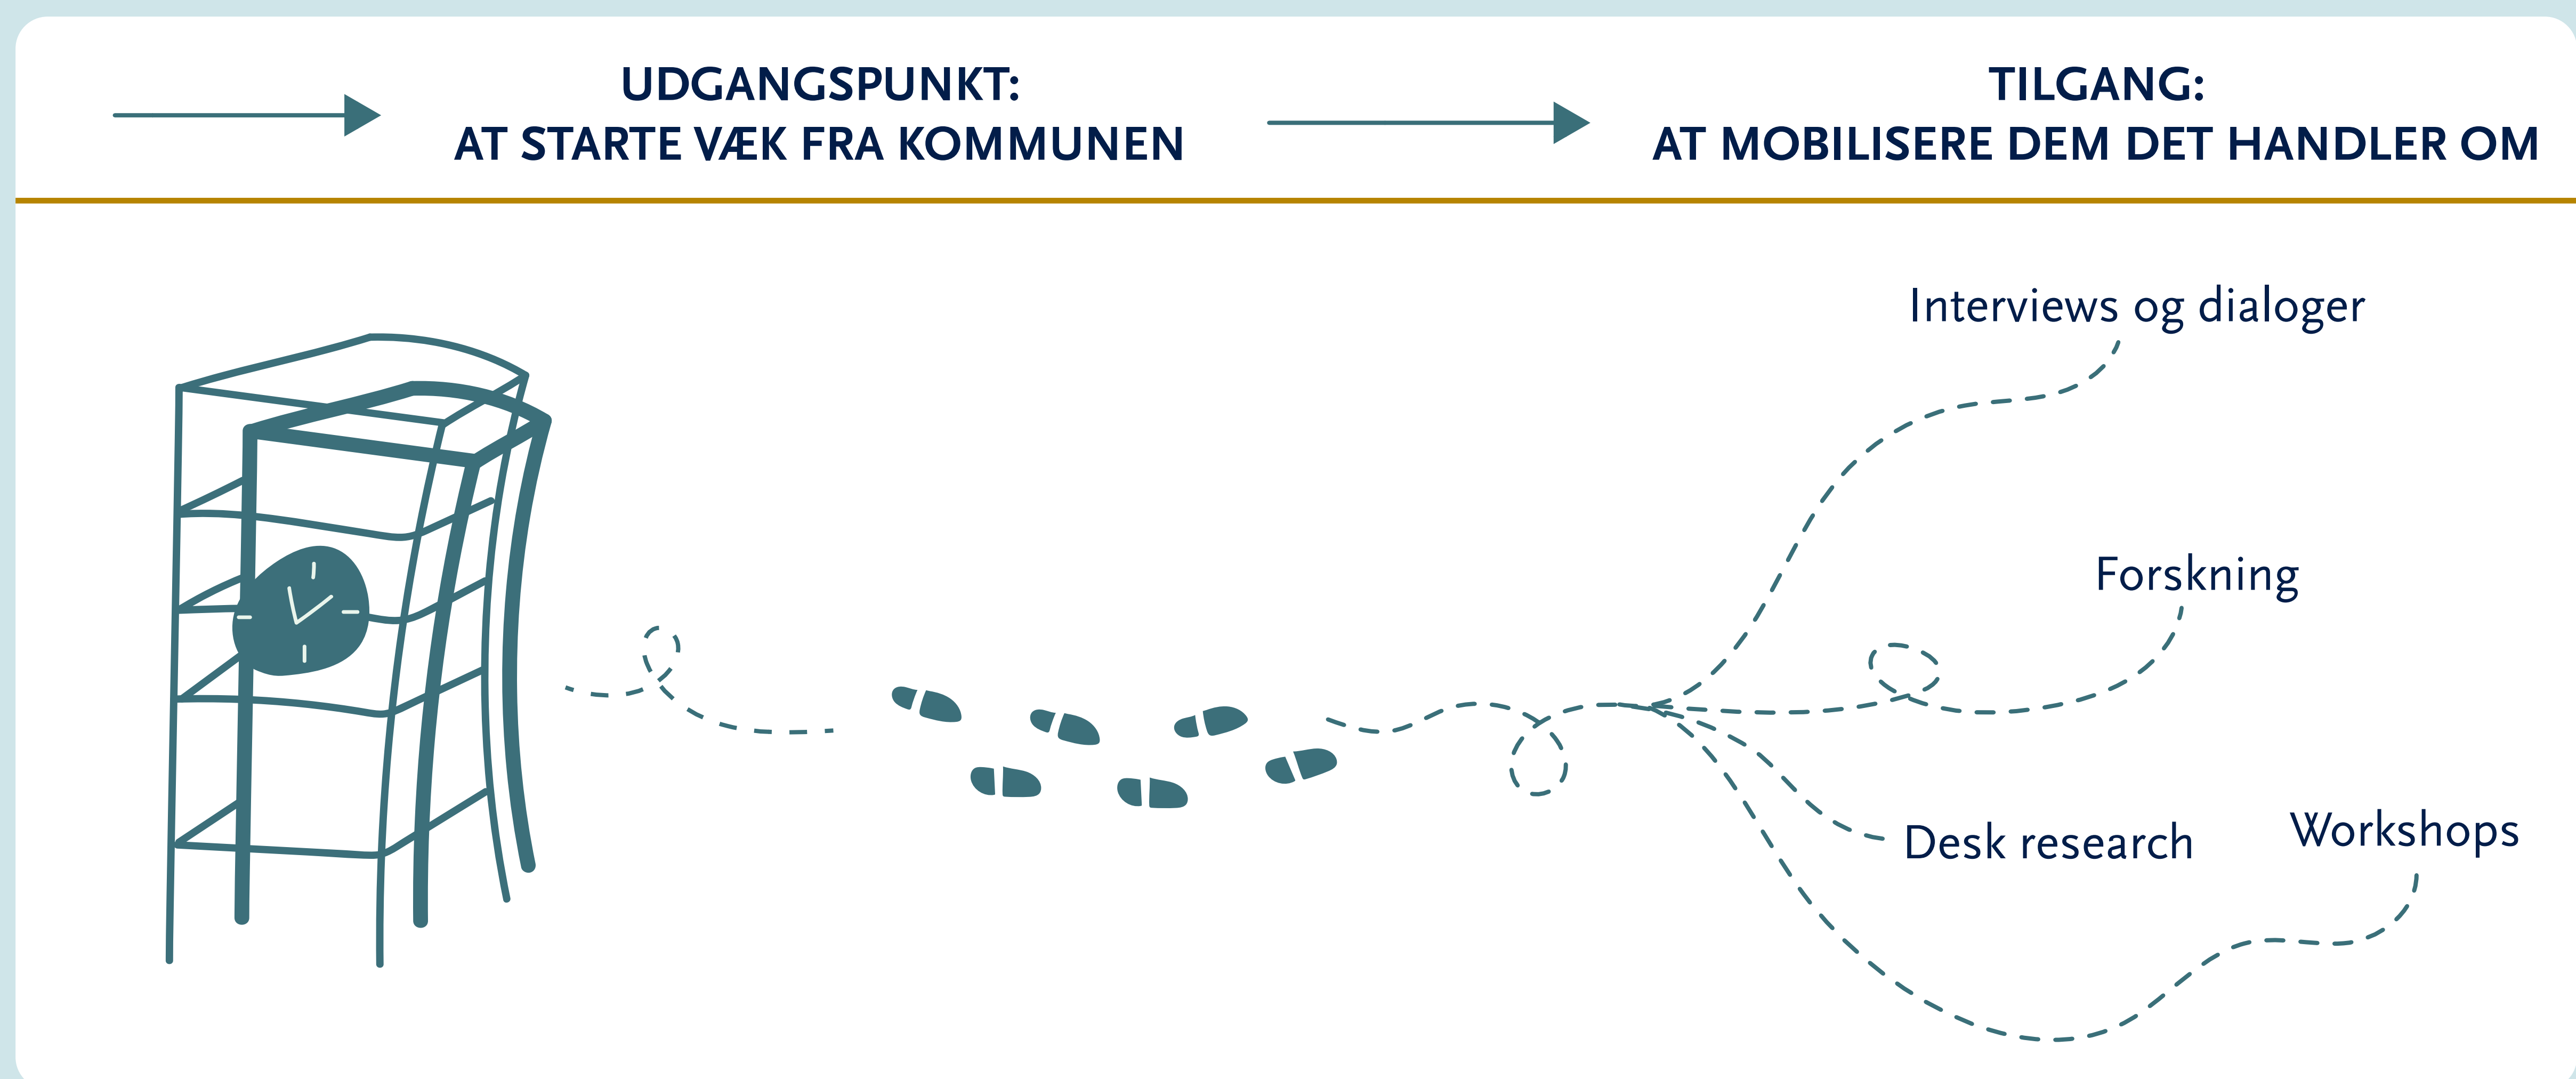 UDGANGSPUNKT:
AT STARTE VÆK FRA KOMMUNEN
TILGANG:
AT MOBILISERE DEM DET HANDLER OM
Interviews og dialoger
Forskning
Desk research
Workshops